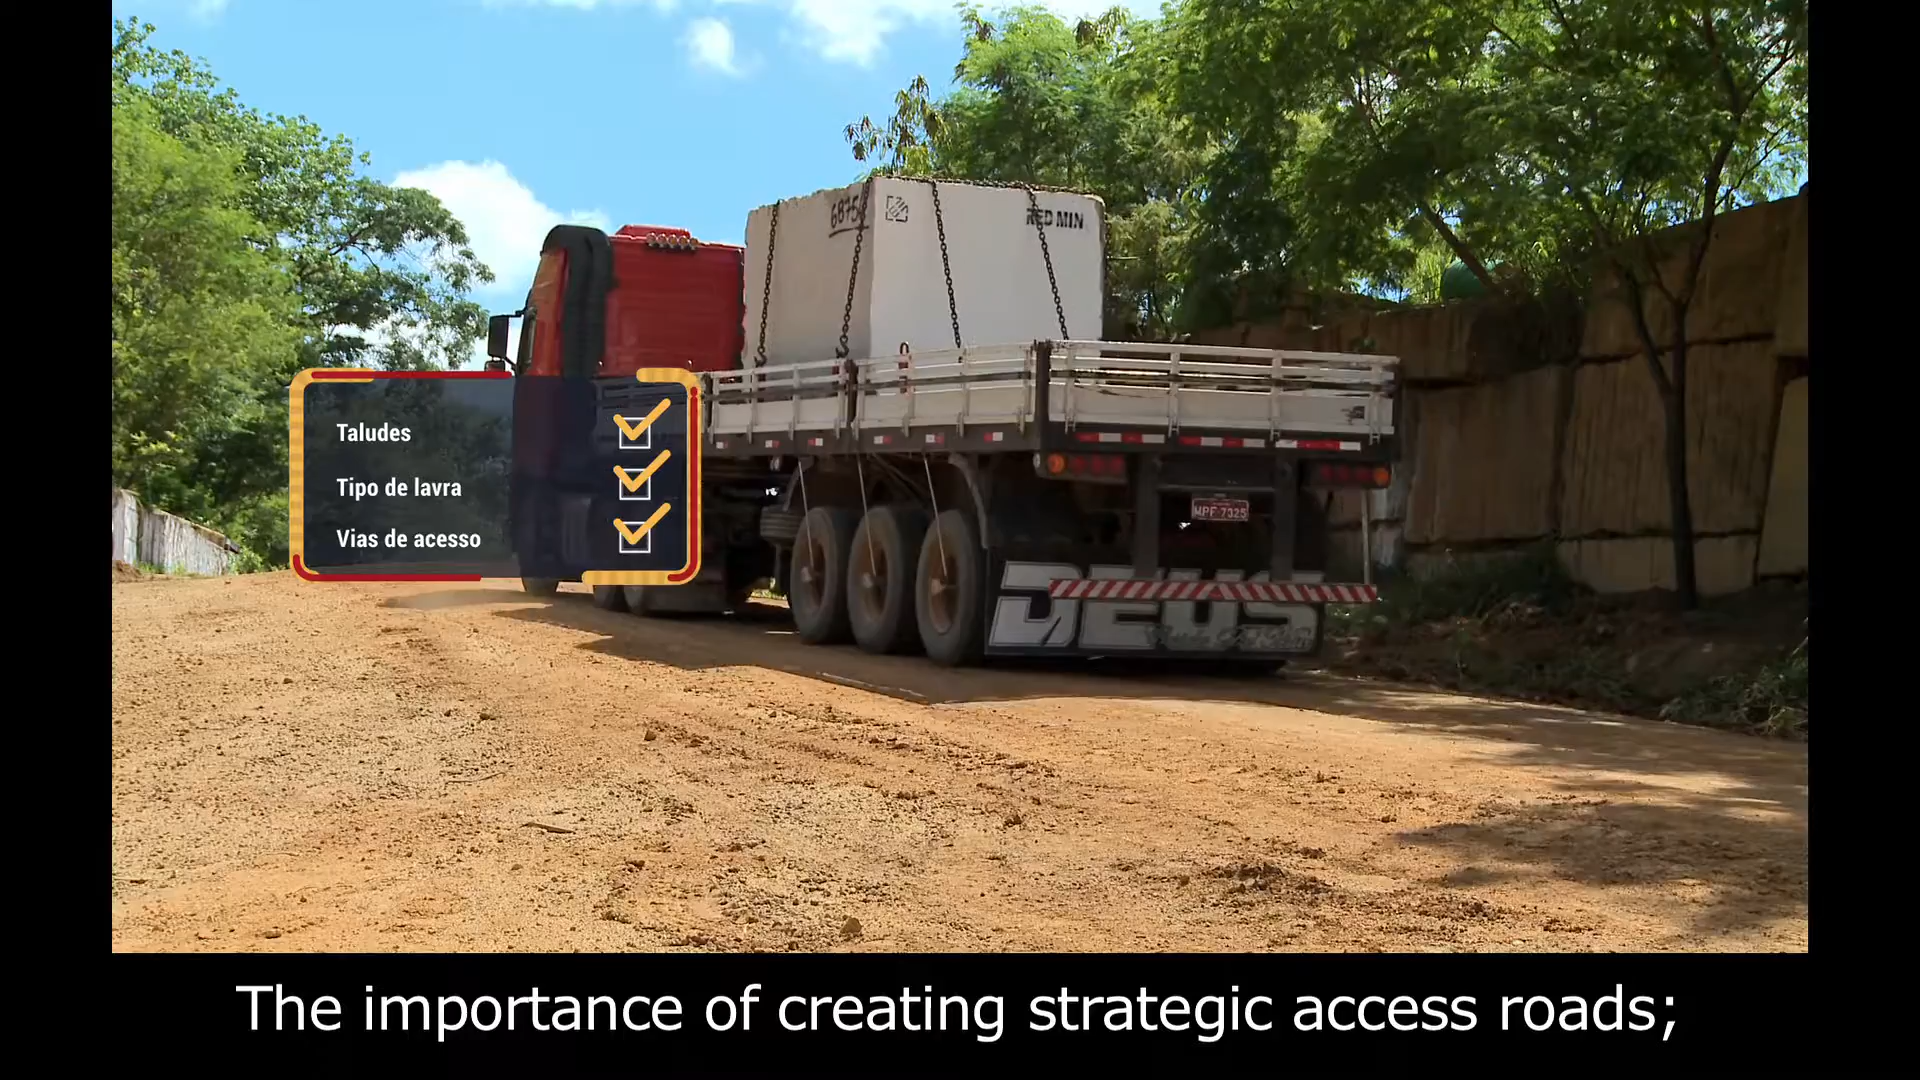 6875
RED MIN
Taludes
Tipo de lavra
Vias de acesso
MPF 7325
DEUS
The importance of creating strategic access roads;